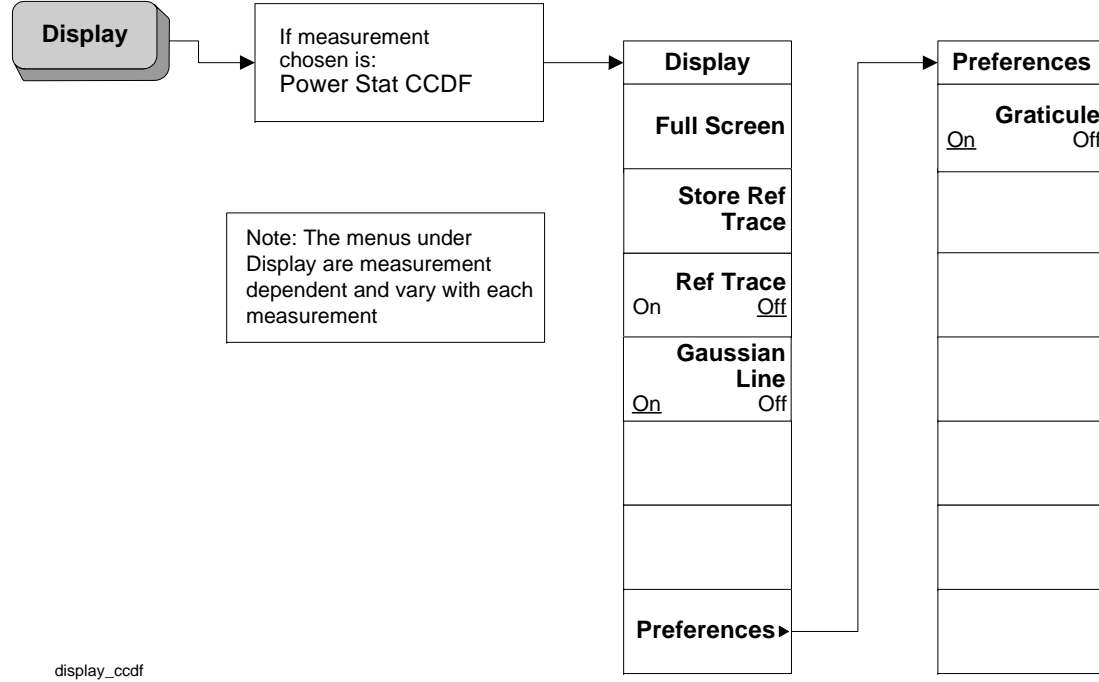 Display
If measurement
chosen is:
Power Stat CCDF
Note: The menus under
Display are measurement
dependent and vary with each
measurement
Display
Full Screen
Store Ref
Trace
Ref Trace
On Off
Gaussian
Line
On Off
Preferences
Preferences
Graticule
On Off
display_ccdf